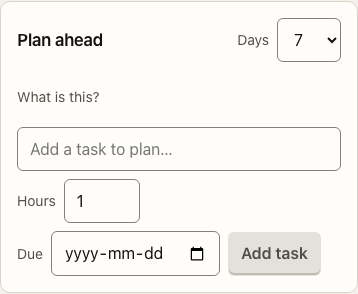 Plan ahead Days 7
What is this?
Add a task to plan...
Hours 1
Due yyyy-mm-dd Add task